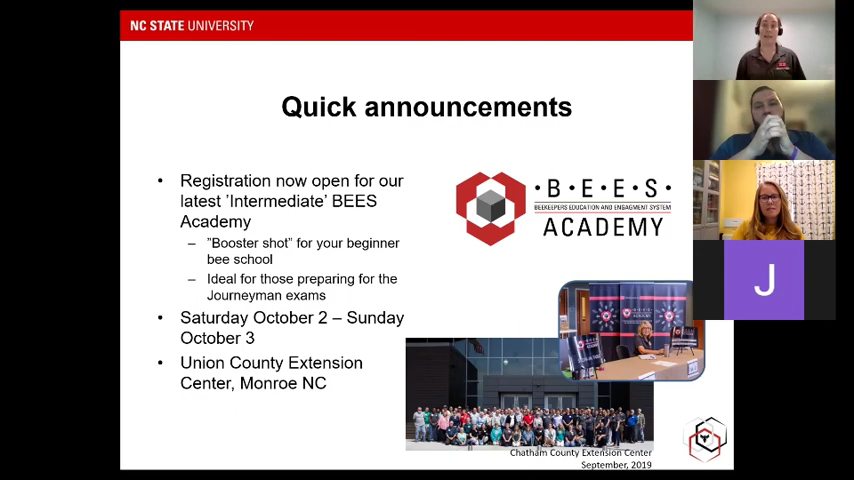 NC STATE UNIVERSITY
Quick announcements
• Registration now open for our
latest 'Intermediate' BEES
Academy
– "Booster shot" for your beginner
bee school
– Ideal for those preparing for the
Journeyman exams
• Saturday October 2 – Sunday
October 3
• Union County Extension
Center, Monroe NC
·B·E·E·S·
BEEKEEPERS EDUCATION AND ENGAGMENT SYSTEM
ACADEMY
Chatham County Extension Center
September, 2019
J